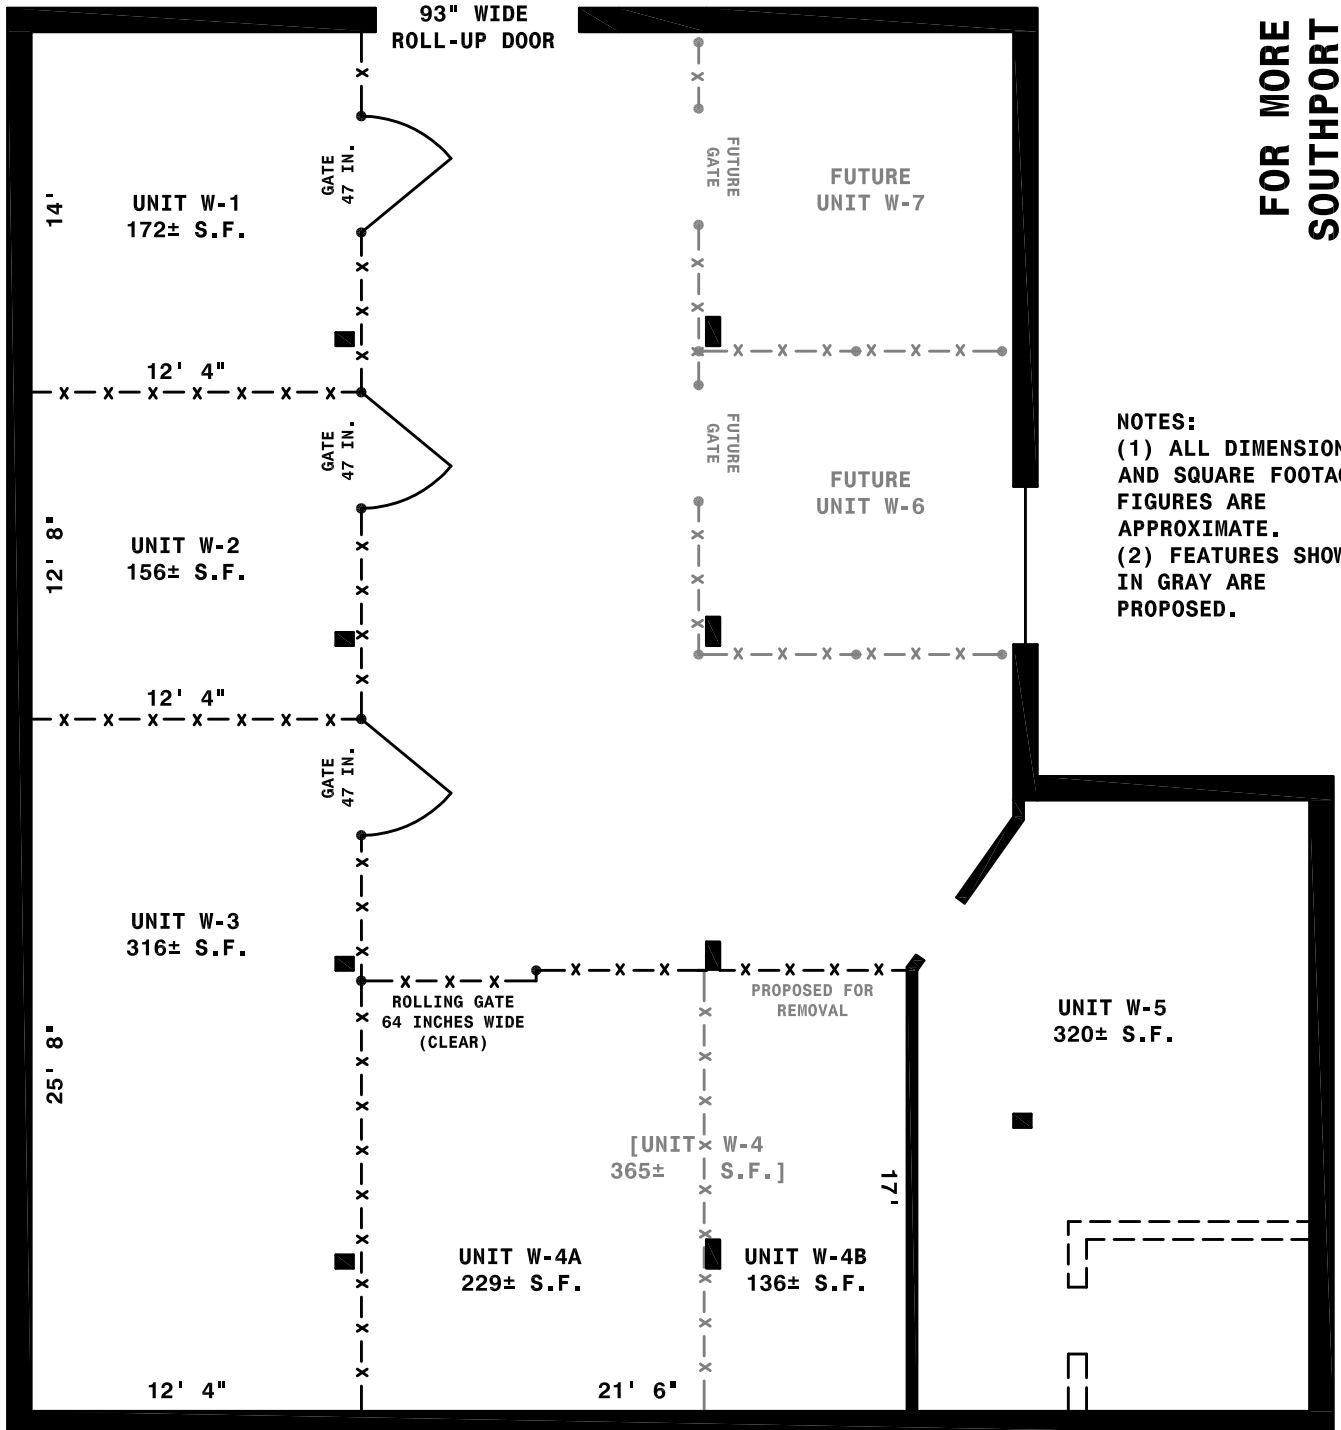 93" WIDE
ROLL-UP DOOR
FOR MORE
SOUTHPORT
GATE
47 IN.
14'
UNIT W-1
172± S.F.
FUTURE
GATE
FUTURE
UNIT W-7
12' 4"
GATE
47 IN.
FUTURE
GATE
FUTURE
UNIT W-6
NOTES:
(1) ALL DIMENSION
AND SQUARE FOOTAG
FIGURES ARE
APPROXIMATE.
(2) FEATURES SHOW
IN GRAY ARE
PROPOSED.
12' 8"
UNIT W-2
156± S.F.
12' 4"
GATE
47 IN.
UNIT W-3
316± S.F.
25' 8"
ROLLING GATE
64 INCHES WIDE
(CLEAR)
PROPOSED FOR
REMOVAL
UNIT W-5
320± S.F.
[UNIT W-4
365± S.F.]
17'
UNIT W-4A
229± S.F.
UNIT W-4B
136± S.F.
12' 4"
21' 6"